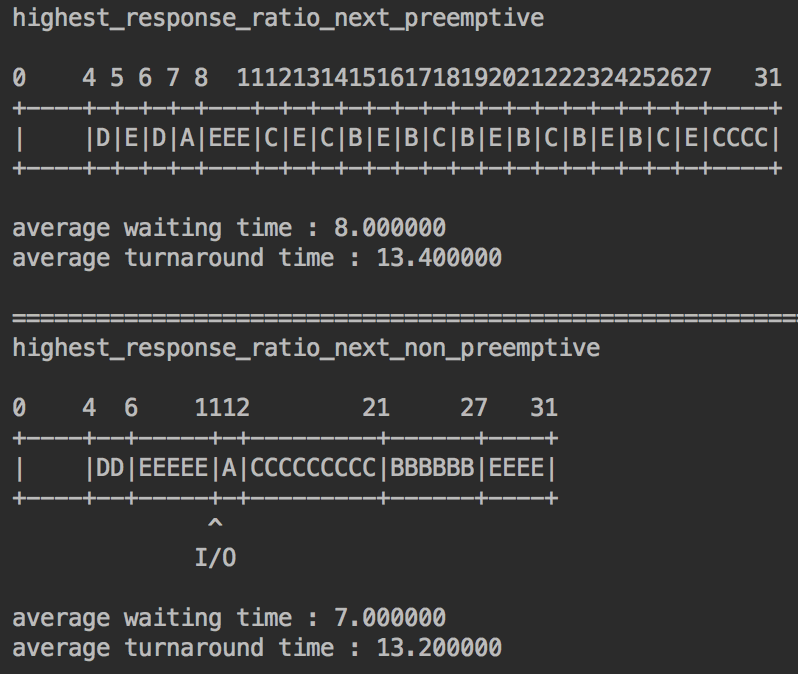 highest_response_ratio_next_preemptive
0    4 5 6 7 8  1112131415161718192021222324252627   31
+----+-+-+-+-+---+-+-+-+-+-+-+-+-+-+-+-+-+-+-+-+----+
|    |D|E|D|A|EEE|C|E|C|B|E|B|C|B|E|B|C|B|E|B|C|E|CCCC|
+----+-+-+-+-+---+-+-+-+-+-+-+-+-+-+-+-+-+-+-+-+----+
average waiting time : 8.000000
average turnaround time : 13.400000
========================================================
highest_response_ratio_next_non_preemptive
0    4  6    1112        21     27   31
+----+--+-----+-+---------+------+----+
|    |DD|EEEEE|A|CCCCCCCCC|BBBBBB|EEEE|
+----+--+-----+-+---------+------+----+
^
I/O
average waiting time : 7.000000
average turnaround time : 13.200000